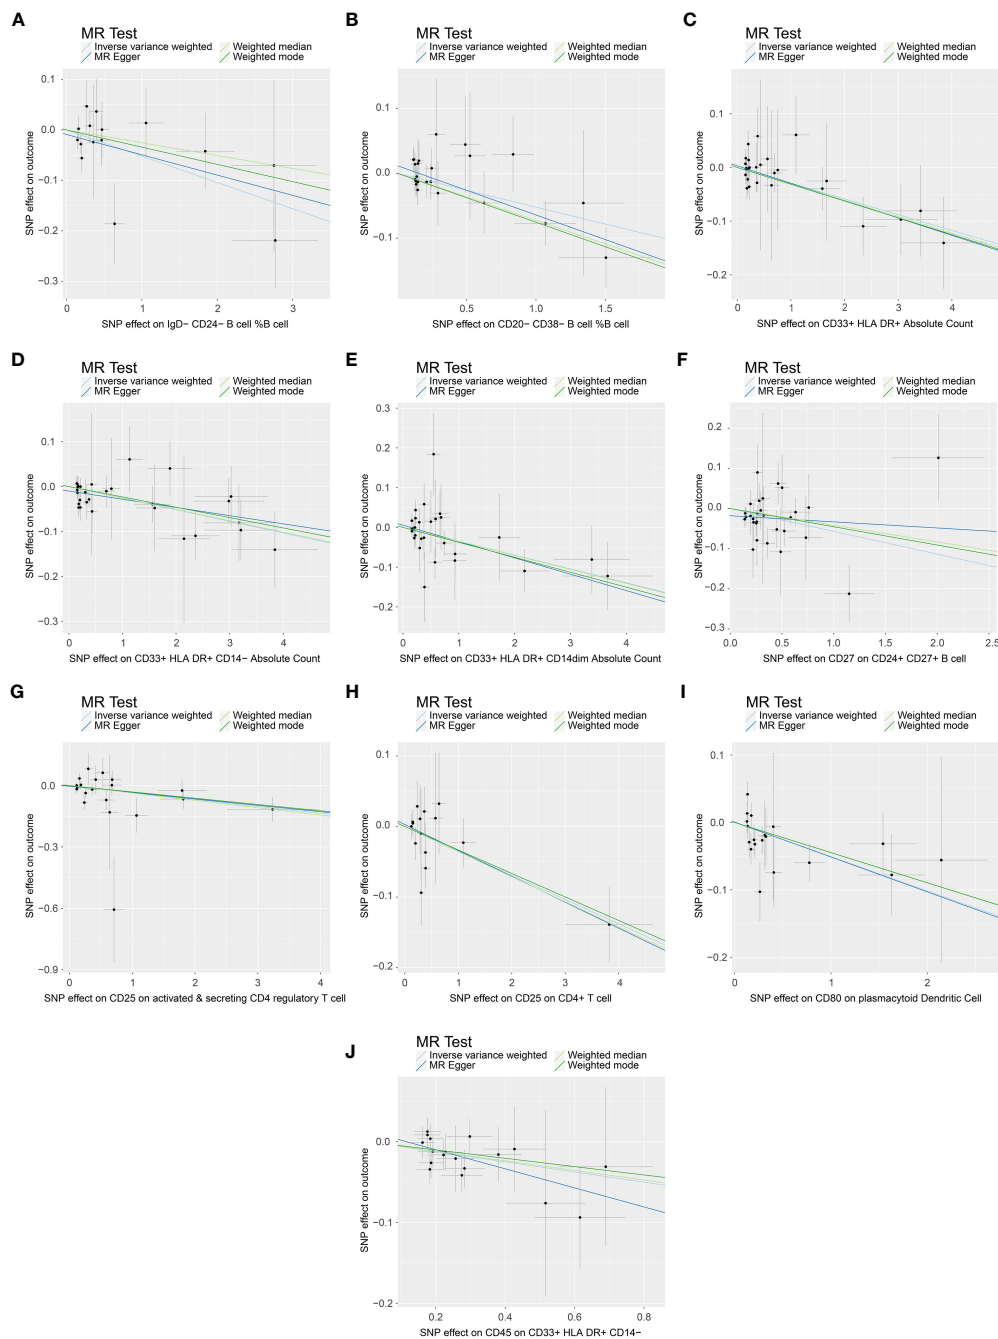 A
MR Test
Inverse variance weighted
Weighted median
MR Egger
Weighted mode
SNP effect on outcome
0.1
0.0
−0.1
−0.2
−0.3
0
1
2
3
SNP effect on IgD− CD24− B cell %B cell
B
MR Test
Inverse variance weighted
Weighted median
MR Egger
Weighted mode
SNP effect on outcome
0.1
0.0
−0.1
0.5
1.0
1.5
SNP effect on CD20− CD38− B cell %B cell
C
MR Test
Inverse variance weighted
Weighted median
MR Egger
Weighted mode
SNP effect on outcome
0.1
0.0
−0.1
−0.2
0
1
2
3
4
SNP effect on CD33+ HLA DR+ Absolute Count
D
MR Test
Inverse variance weighted
Weighted median
MR Egger
Weighted mode
SNP effect on outcome
0.1
0.0
−0.1
−0.2
−0.3
0
1
2
3
4
SNP effect on CD33+ HLA DR+ CD14− Absolute Count
E
MR Test
Inverse variance weighted
Weighted median
MR Egger
Weighted mode
SNP effect on outcome
0.3
0.2
0.1
0.0
−0.1
−0.2
0
1
2
3
4
SNP effect on CD33+ HLA DR+ CD14dim Absolute Count
F
MR Test
Inverse variance weighted
Weighted median
MR Egger
Weighted mode
SNP effect on outcome
0.2
0.1
0.0
−0.1
−0.2
−0.3
0.0
0.5
1.0
1.5
2.0
2.5
SNP effect on CD27 on CD24+ CD27+ B cell
G
MR Test
Inverse variance weighted
Weighted median
MR Egger
Weighted mode
SNP effect on outcome
0.0
−0.3
−0.6
−0.9
0
1
2
3
4
SNP effect on CD25 on activated & secreting CD4 regulatory T cell
H
MR Test
Inverse variance weighted
Weighted median
MR Egger
Weighted mode
SNP effect on outcome
0.1
0.0
−0.1
−0.2
0
1
2
3
4
SNP effect on CD25 on CD4+ T cell
I
MR Test
Inverse variance weighted
Weighted median
MR Egger
Weighted mode
SNP effect on outcome
0.1
0.0
−0.1
−0.2
0
1
2
SNP effect on CD80 on plasmacytoid Dendritic Cell
J
MR Test
Inverse variance weighted
Weighted median
MR Egger
Weighted mode
SNP effect on outcome
0.0
−0.1
−0.2
0.2
0.4
0.6
0.8
SNP effect on CD45 on CD33+ HLA DR+ CD14−